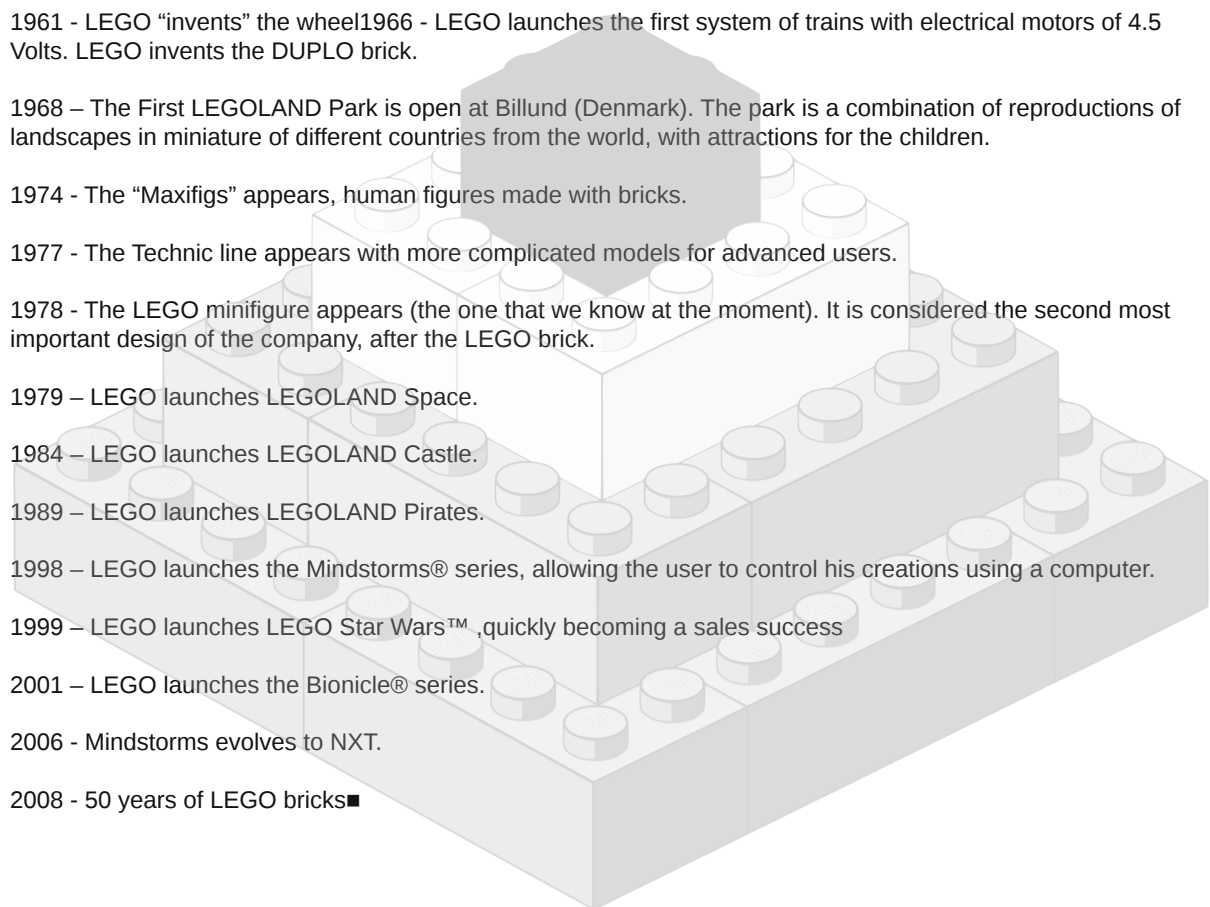 1961 - LEGO “invents” the wheel1966 - LEGO launches the first system of trains with electrical motors of 4.5
Volts. LEGO invents the DUPLO brick.
1968 – The First LEGOLAND Park is open at Billund (Denmark). The park is a combination of reproductions of
landscapes in miniature of different countries from the world, with attractions for the children.
1974 - The “Maxifigs” appears, human figures made with bricks.
1977 - The Technic line appears with more complicated models for advanced users.
1978 - The LEGO minifigure appears (the one that we know at the moment). It is considered the second most
important design of the company, after the LEGO brick.
1979 – LEGO launches LEGOLAND Space.
1984 – LEGO launches LEGOLAND Castle.
1989 – LEGO launches LEGOLAND Pirates.
1998 – LEGO launches the Mindstorms® series, allowing the user to control his creations using a computer.
1999 – LEGO launches LEGO Star Wars™ ,quickly becoming a sales success
2001 – LEGO launches the Bionicle® series.
2006 - Mindstorms evolves to NXT.
2008 - 50 years of LEGO bricks■